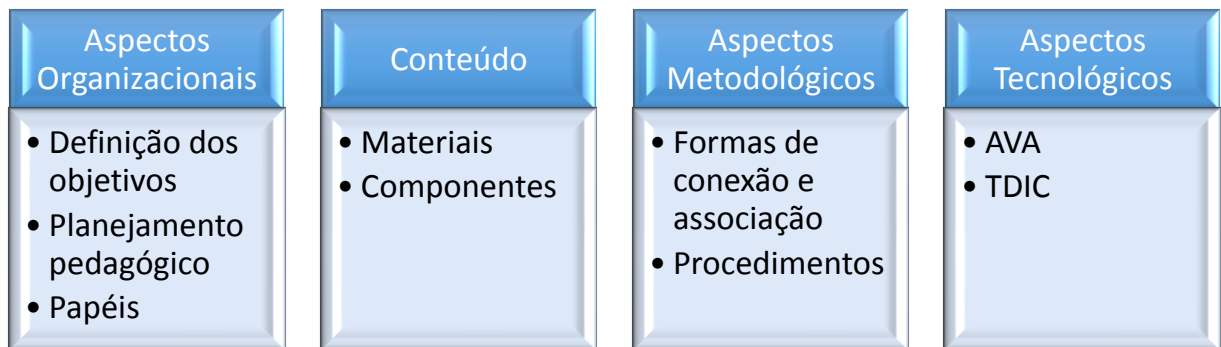 Aspectos
Organizacionais
• Definição dos
objetivos
• Planejamento
pedagógico
• Papéis
Conteúdo
• Materiais
• Componentes
Aspectos
Metodológicos
• Formas de
conexão e
associação
• Procedimentos
Aspectos
Tecnológicos
• AVA
• TDIC